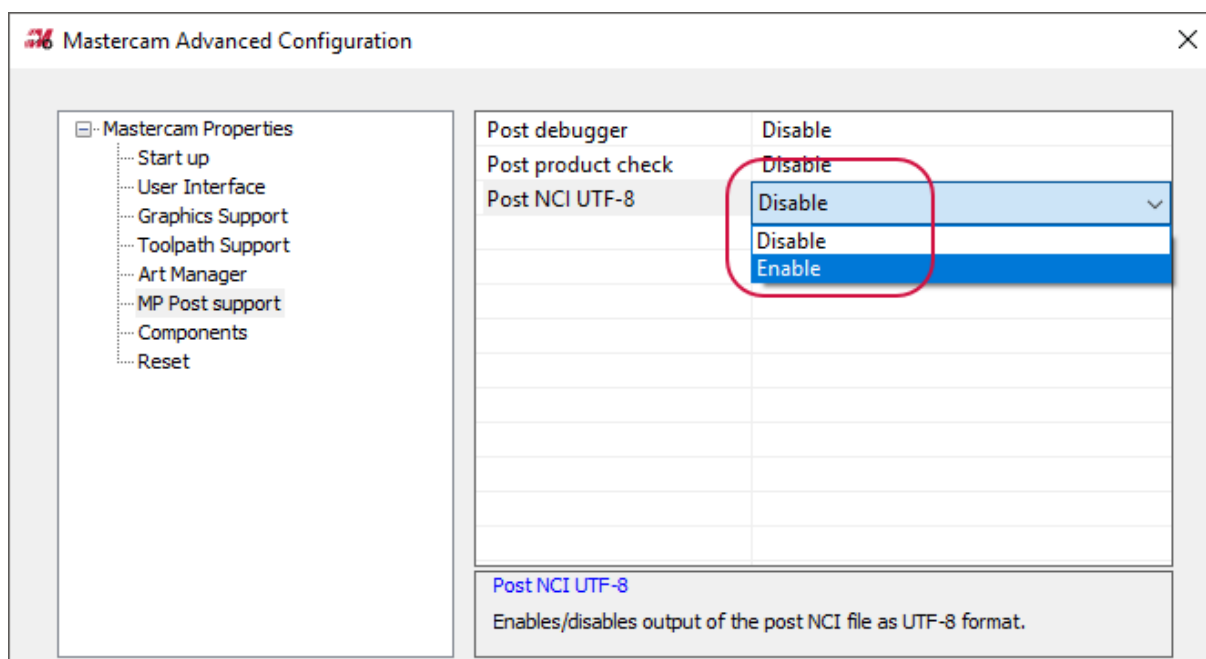 Mastercam Advanced Configuration
Mastercam Properties
Start up
User Interface
Graphics Support
Toolpath Support
Art Manager
MP Post support
Components
Reset
Post debugger Disable
Post product check Disable
Post NCI UTF-8 Disable
Disable
Enable
Post NCI UTF-8
Enables/disables output of the post NCI file as UTF-8 format.